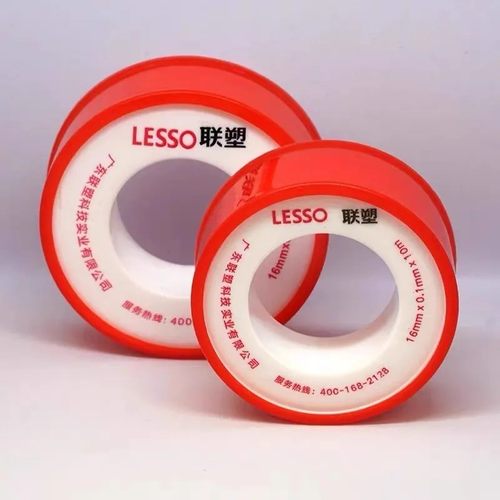 LESSO联塑
广东联塑科技实业有限公司
16mm x
服务热线：400
LESSO 联塑
广东联塑科技实业有限公司
16mm x 0.1mm x 10m
服务热线：400-168-2128